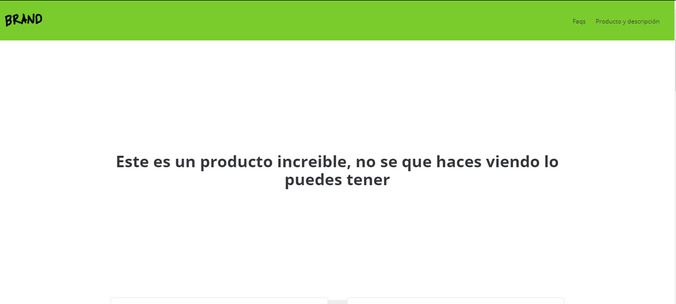 BRAND
Faqs Producto y descripción
Este es un producto increible, no se que haces viendo lo
puedes tener